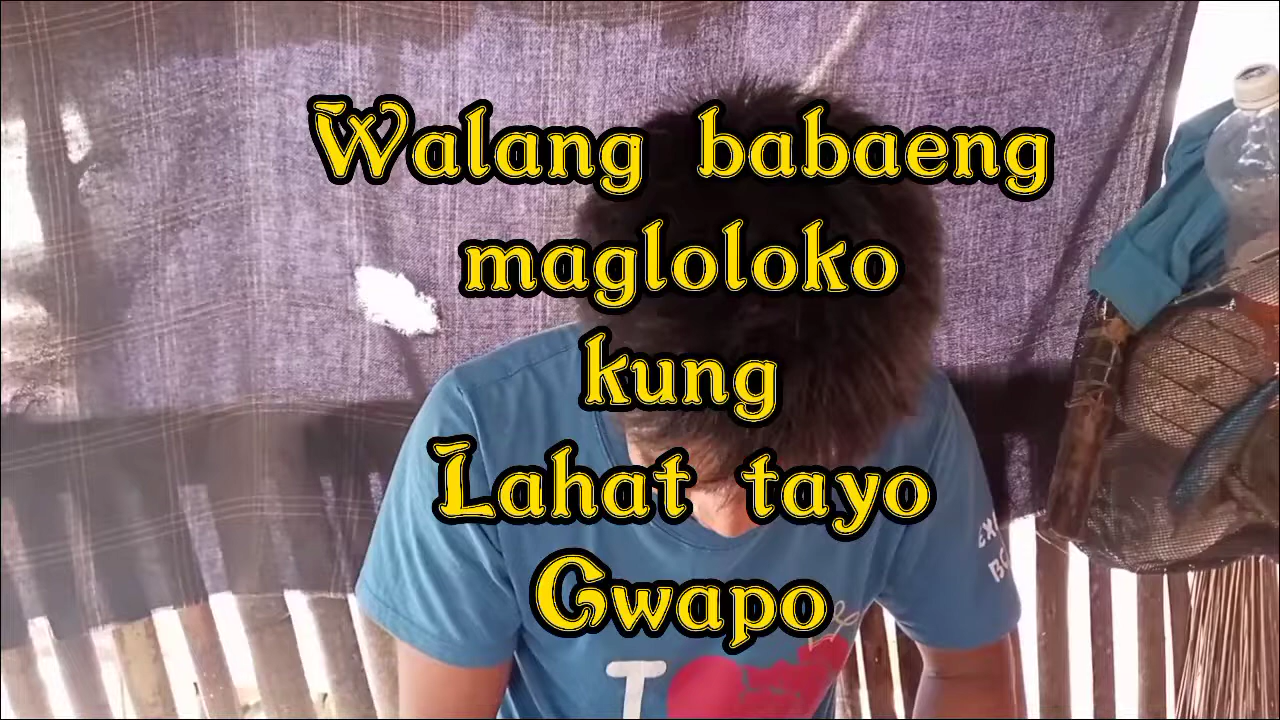 Walang babaeng
magloloko
kung
Lahat tayo
Gwapo
I